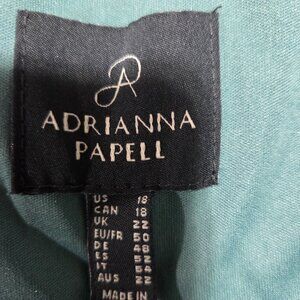 ADRIANNA
PAPELL
US 18
CAN 18
UK 22
EU/FR 50
DE 48
ES 52
IT 54
AUS 22
MADE IN